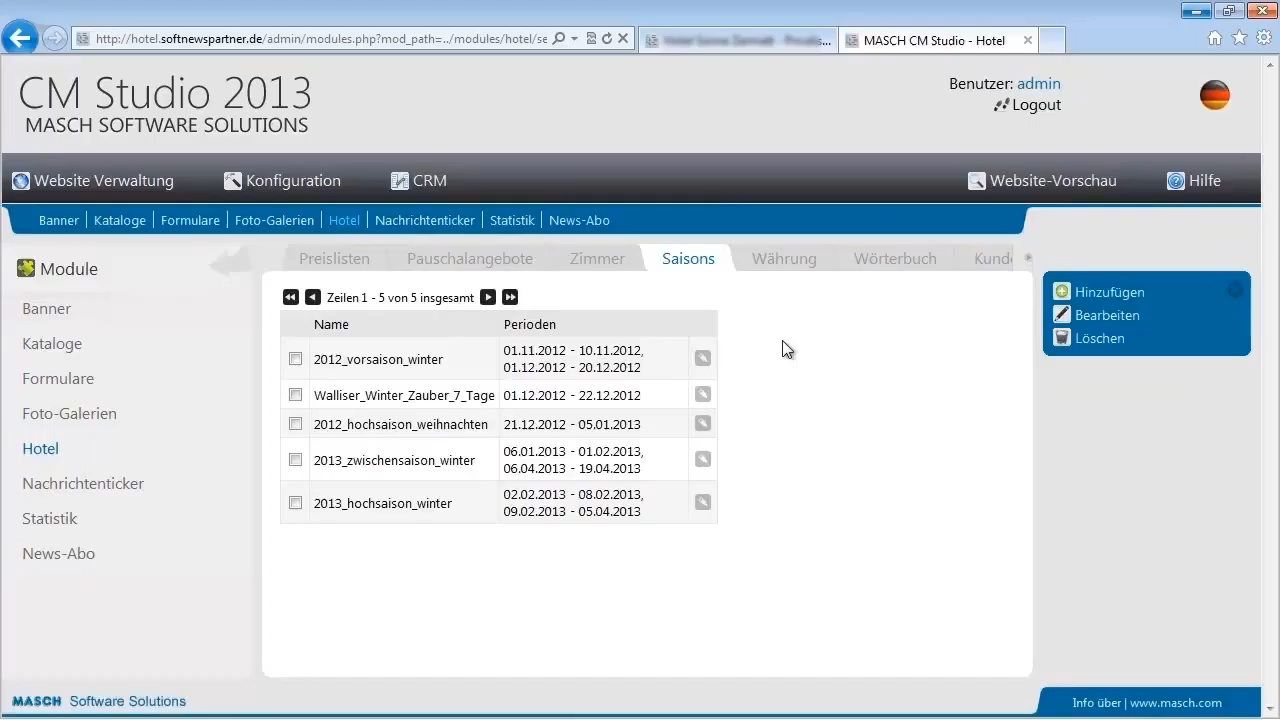 http://hotel.softnewspartner.de/admin/modules.php?mod_path=../modules/hotel/se
MASCH CM Studio - Hotel
CM Studio 2013
MASCH SOFTWARE SOLUTIONS
Benutzer: admin
Logout
Website Verwaltung
Konfiguration
CRM
Website-Vorschau
Hilfe
Banner
Kataloge
Formulare
Foto-Galerien
Hotel
Nachrichtenticker
Statistik
News-Abo
Module
Banner
Kataloge
Formulare
Foto-Galerien
Hotel
Nachrichtenticker
Statistik
News-Abo
Preislisten
Pauschalangebote
Zimmer
Saisons
Währung
Wörterbuch
Kunde
Zeilen 1 - 5 von 5 insgesamt
Name
Perioden
2012_vorsaison_winter
01.11.2012 - 10.11.2012,
01.12.2012 - 20.12.2012
Walliser_Winter_Zauber_7_Tage
01.12.2012 - 22.12.2012
2012_hochsaison_weihnachten
21.12.2012 - 05.01.2013
2013_zwischensaison_winter
06.01.2013 - 01.02.2013,
06.04.2013 - 19.04.2013
2013_hochsaison_winter
02.02.2013 - 08.02.2013,
09.02.2013 - 05.04.2013
Hinzufügen
Bearbeiten
Löschen
MASCH Software Solutions
Info über | www.masch.com